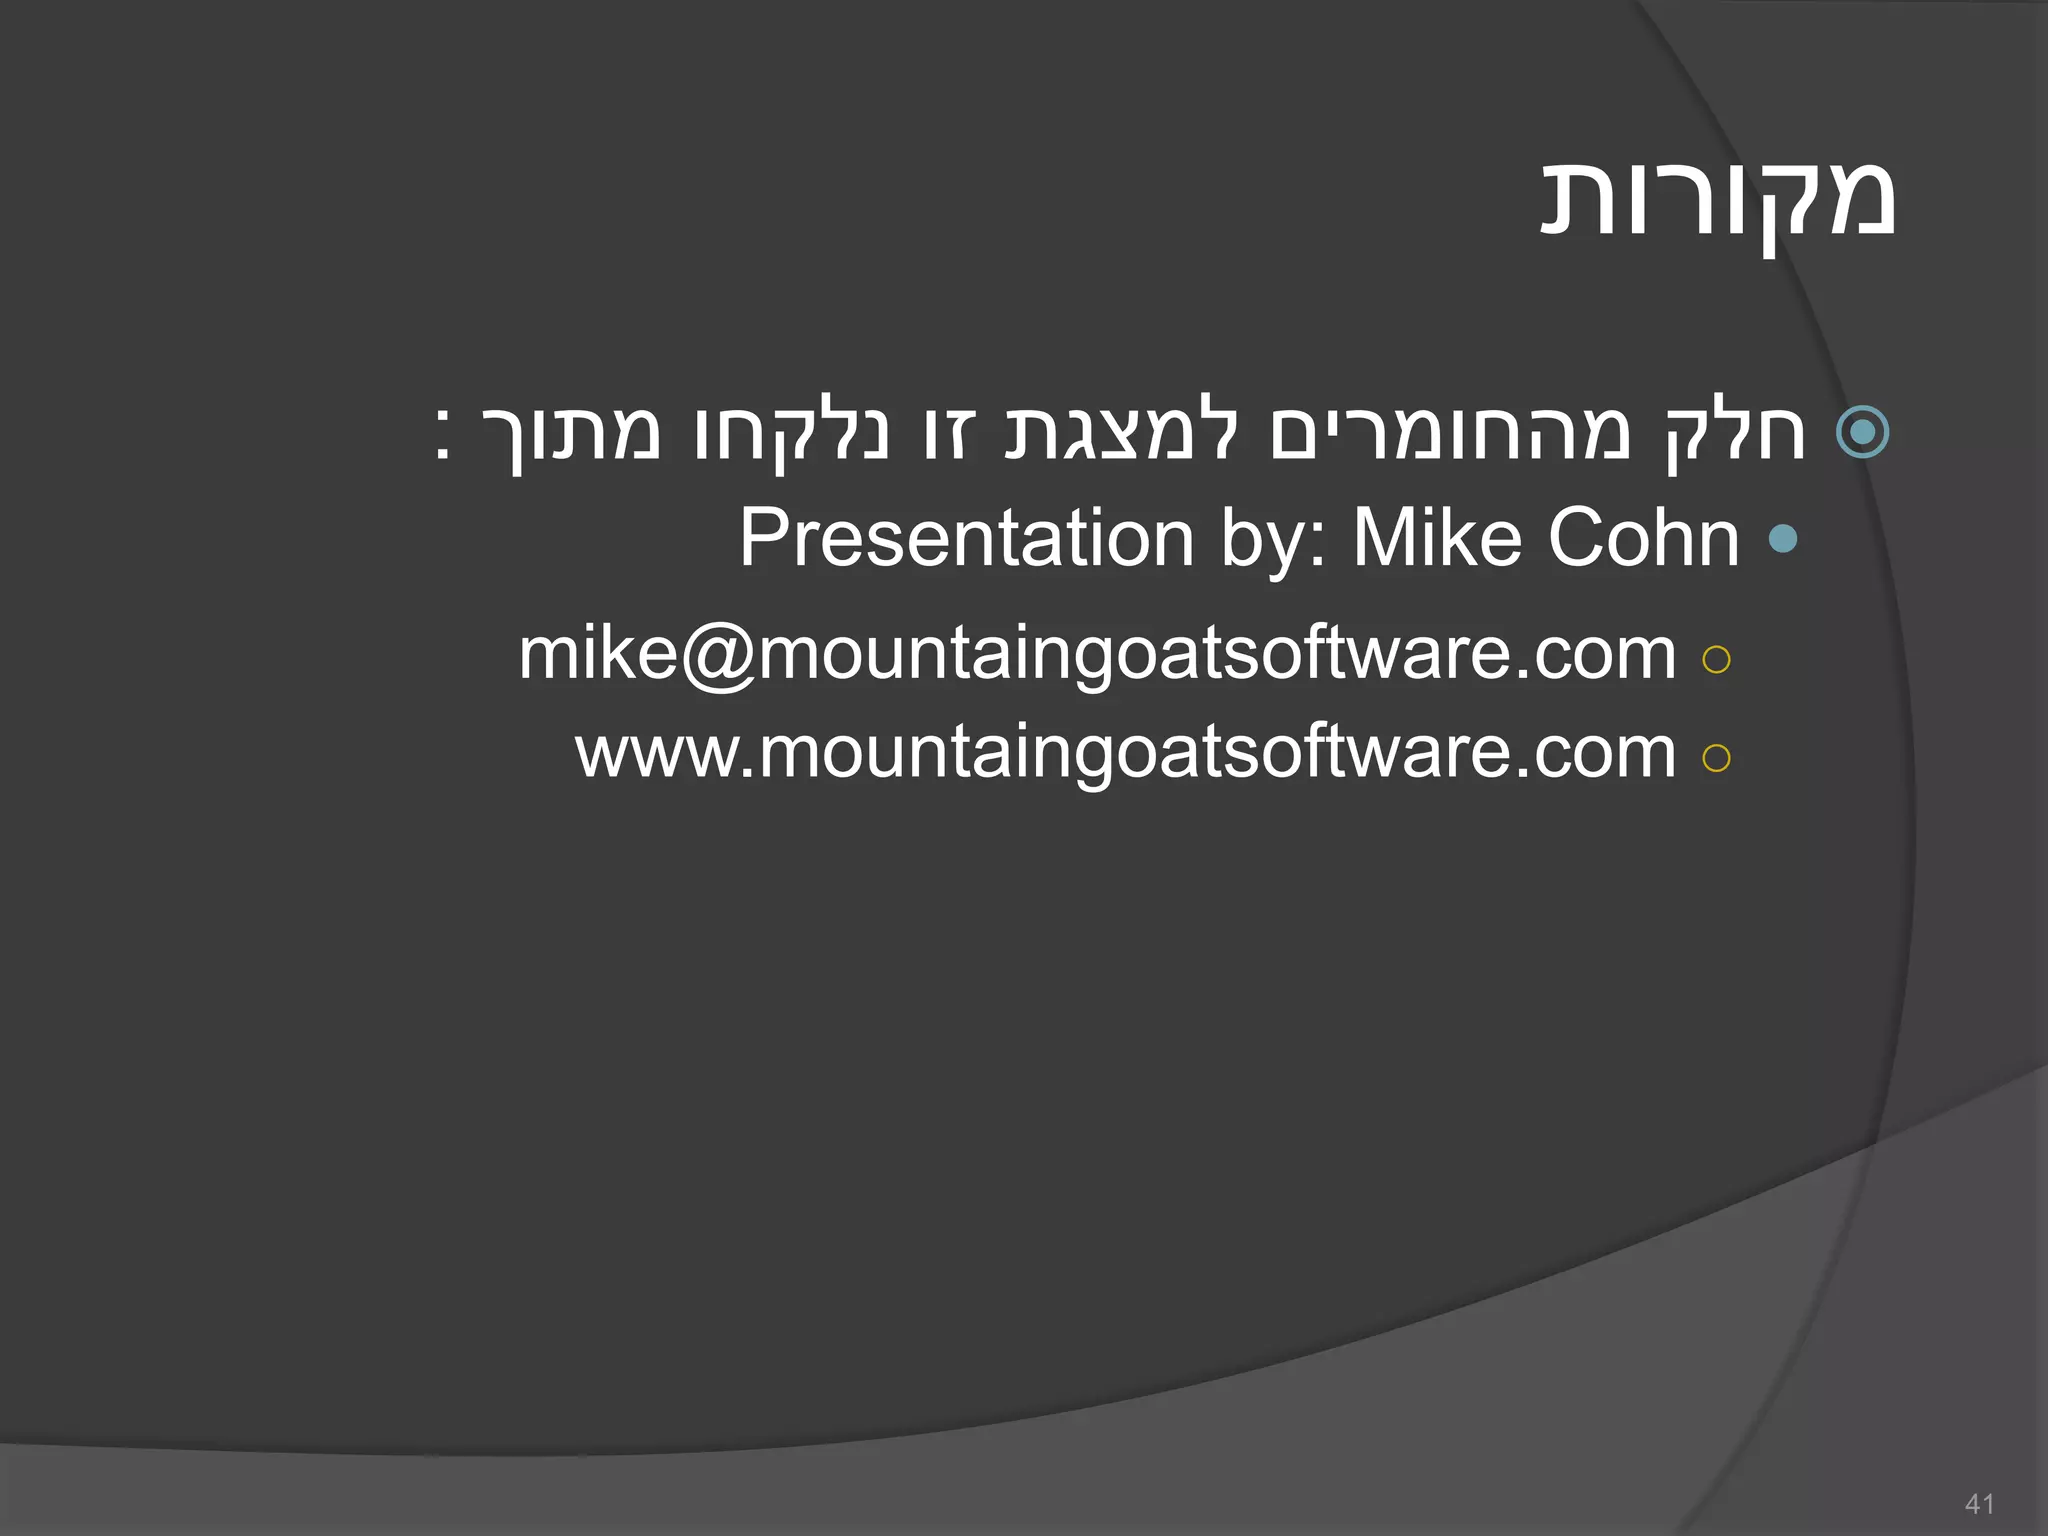 מקורות
חלק מהחומרים למצגת זו נלקחו מתוך :
Presentation by: Mike Cohn
mike@mountaingoatsoftware.com
www.mountaingoatsoftware.com
41